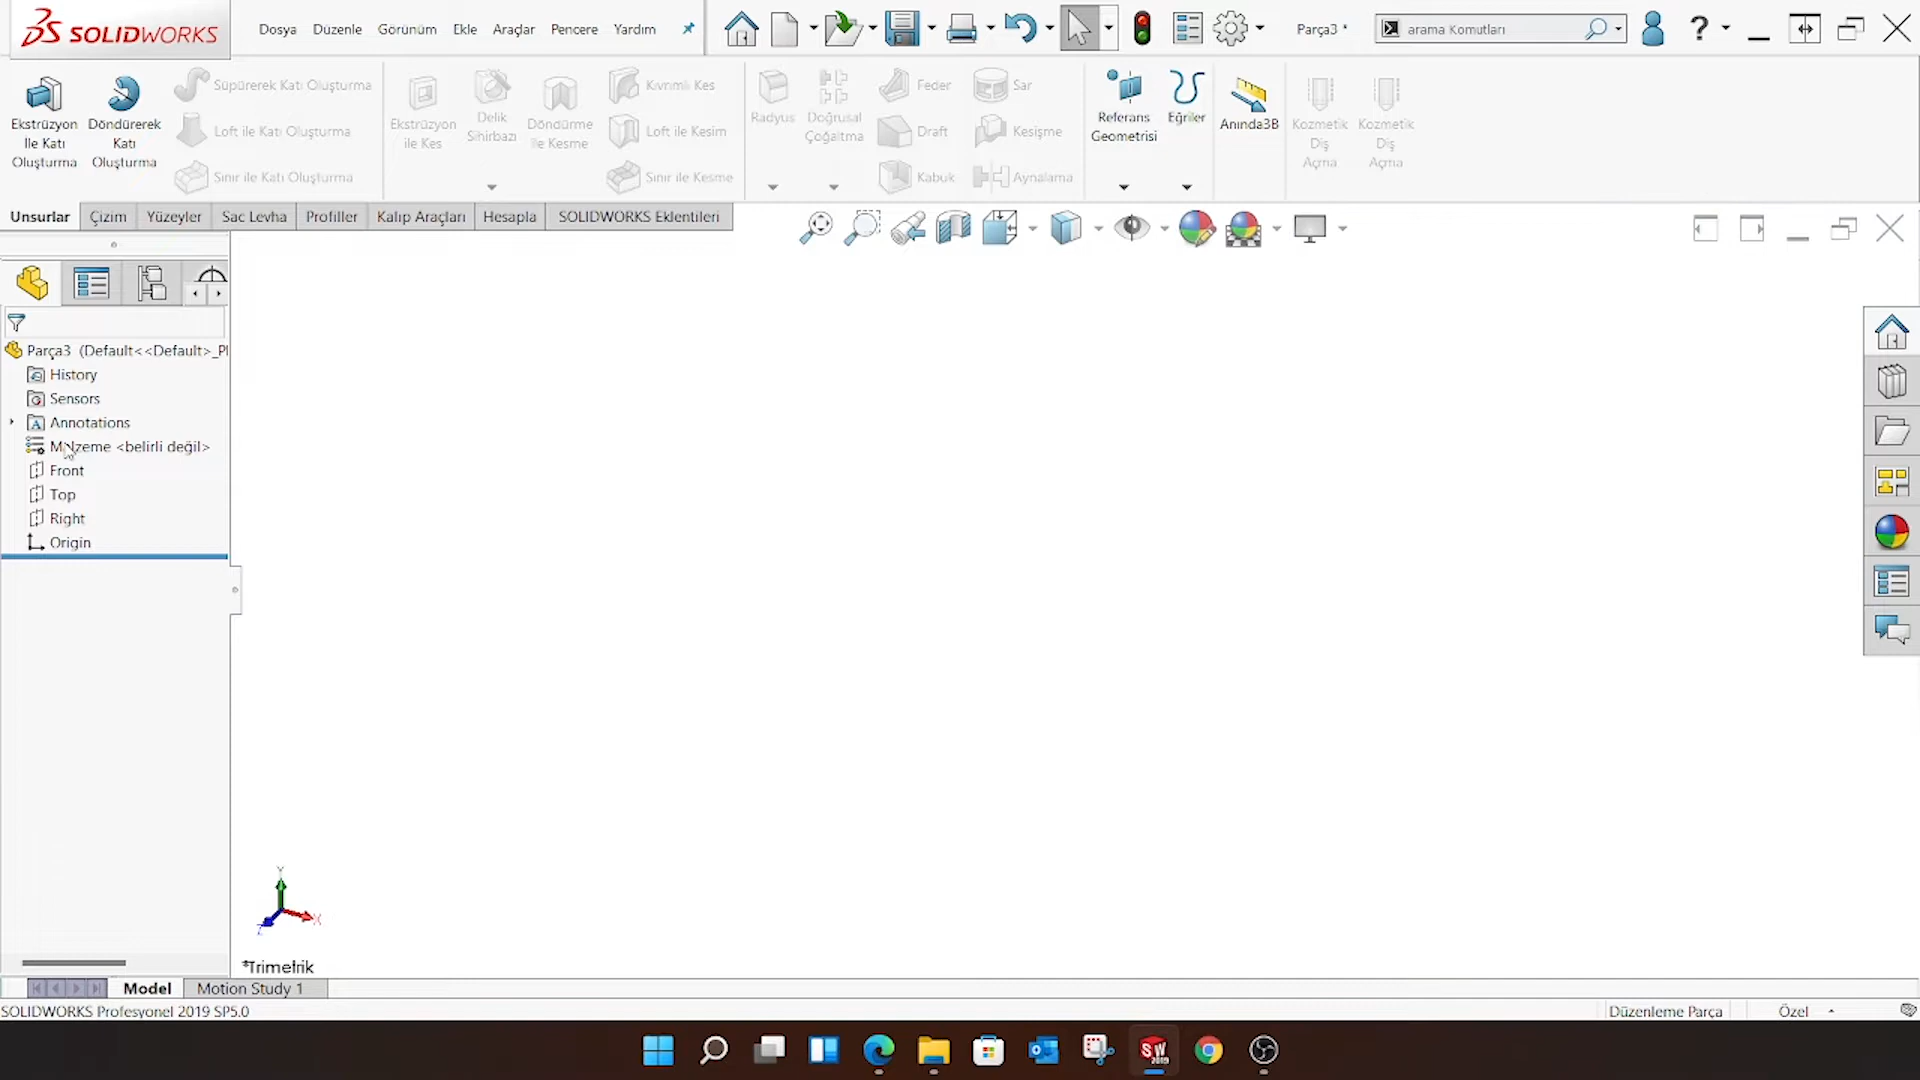 SOLIDWORKS
Dosya Düzenle Görünüm Ekle Araçlar Pencere Yardım
Parça3 *
arama Komutları
Ekstrüzyon İle Katı Oluşturma
Döndürerek Katı Oluşturma
Süpürerek Katı Oluşturma
Loft ile Katı Oluşturma
Sınır ile Katı Oluşturma
Ekstrüzyon ile Kes
Delik Sihirbazı
Döndürme ile Kesme
Kıvrımlı Kes
Loft ile Kesim
Sınır ile Kesme
Radyus
Doğrusal Çoğaltma
Feder
Draft
Kabuk
Sar
Kesişme
Aynalama
Referans Geometrisi
Eğriler
Anında3B
Kozmetik Diş Açma
Kozmetik Diş Açma
Unsurlar Çizim Yüzeyler Sac Levha Profiller Kalıp Araçları Hesapla SOLIDWORKS Eklentileri
Parça3 (Default<<Default>_P
History
Sensors
Annotations
Malzeme <belirli değil>
Front
Top
Right
Origin
Y
X
Z
*Trimetrik
Model Motion Study 1
SOLIDWORKS Profesyonel 2019 SP5.0
Düzenleme Parça
Özel
SW
2019